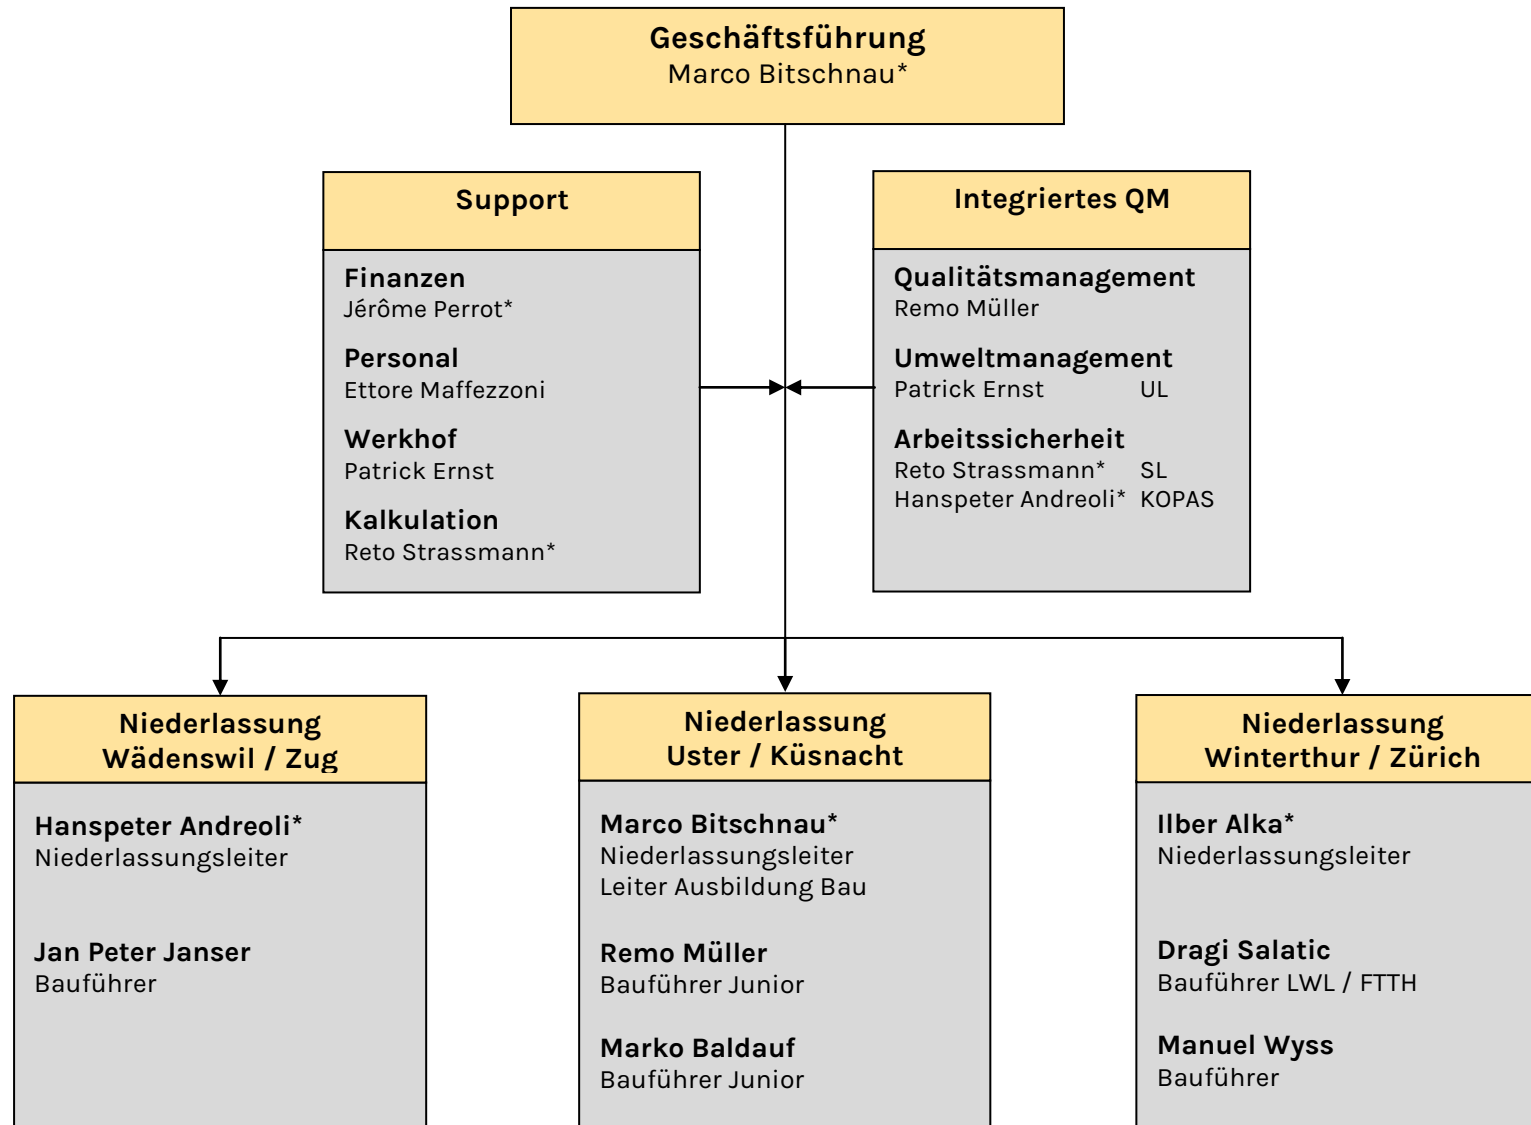 Geschäftsführung
Marco Bitschnau*
Support
Finanzen
Jérôme Perrot*
Personal
Ettore Maffezzoni
Werkhof
Patrick Ernst
Kalkulation
Reto Strassmann*
Integriertes QM
Qualitätsmanagement
Remo Müller
Umweltmanagement
Patrick Ernst UL
Arbeitssicherheit
Reto Strassmann* SL
Hanspeter Andreoli* KOPAS
Niederlassung
Wädenswil / Zug
Hanspeter Andreoli*
Niederlassungsleiter
Jan Peter Janser
Bauführer
Niederlassung
Uster / Küsnacht
Marco Bitschnau*
Niederlassungsleiter
Leiter Ausbildung Bau
Remo Müller
Bauführer Junior
Marko Baldauf
Bauführer Junior
Niederlassung
Winterthur / Zürich
Ilber Alka*
Niederlassungsleiter
Dragi Salatic
Bauführer LWL / FTTH
Manuel Wyss
Bauführer